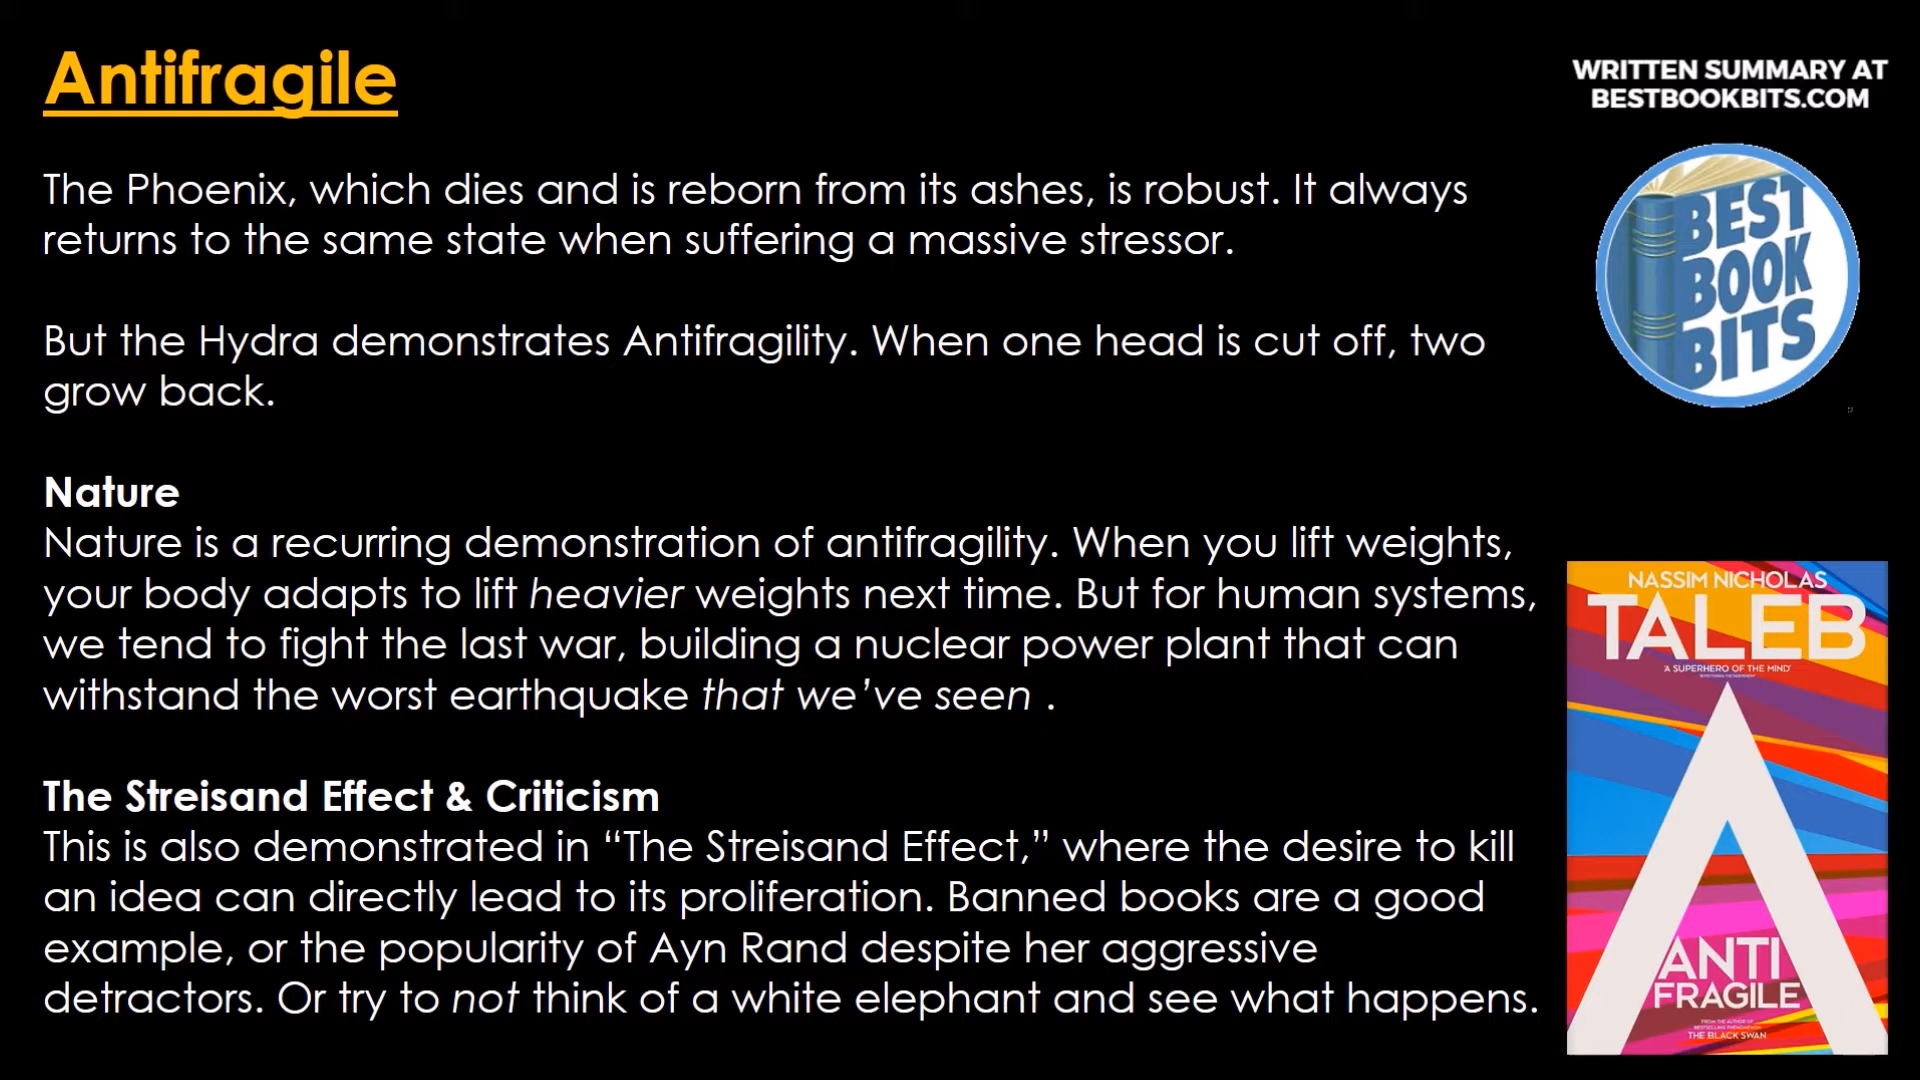 Antifragile
WRITTEN SUMMARY AT
BESTBOOKBITS.COM
The Phoenix, which dies and is reborn from its ashes, is robust. It always
returns to the same state when suffering a massive stressor.
But the Hydra demonstrates Antifragility. When one head is cut off, two
grow back.
Nature
Nature is a recurring demonstration of antifragility. When you lift weights,
your body adapts to lift heavier weights next time. But for human systems,
we tend to fight the last war, building a nuclear power plant that can
withstand the worst earthquake that we’ve seen .
The Streisand Effect & Criticism
This is also demonstrated in “The Streisand Effect,” where the desire to kill
an idea can directly lead to its proliferation. Banned books are a good
example, or the popularity of Ayn Rand despite her aggressive
detractors. Or try to not think of a white elephant and see what happens.
BEST
BOOK
BITS
NASSIM NICHOLAS
TALEB
'A SUPERHERO OF THE MIND'
ANTI
FRAGILE
FROM THE AUTHOR OF
BESTSELLING PHENOMENON
THE BLACK SWAN